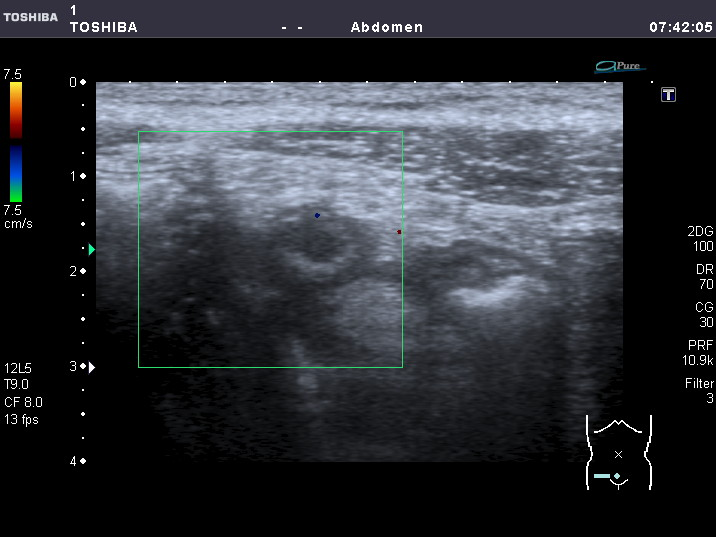 TOSHIBA
1
TOSHIBA - - Abdomen 07:42:05
Pure
T
7.5
7.5
cm/s
0
1
2
3
4
2DG
100
DR
70
CG
30
PRF
10.9k
Filter
3
12L5
T9.0
CF 8.0
13 fps